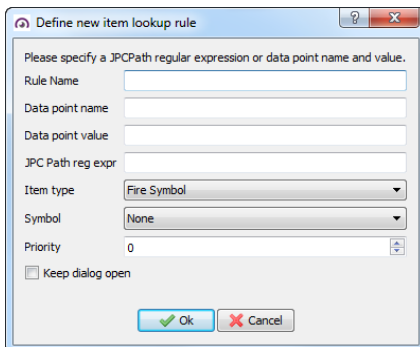 Define new item lookup rule
Please specify a JPCPath regular expression or data point name and value.
Rule Name
Data point name
Data point value
JPC Path reg expr
Item type Fire Symbol
Symbol None
Priority 0
Keep dialog open
Ok Cancel